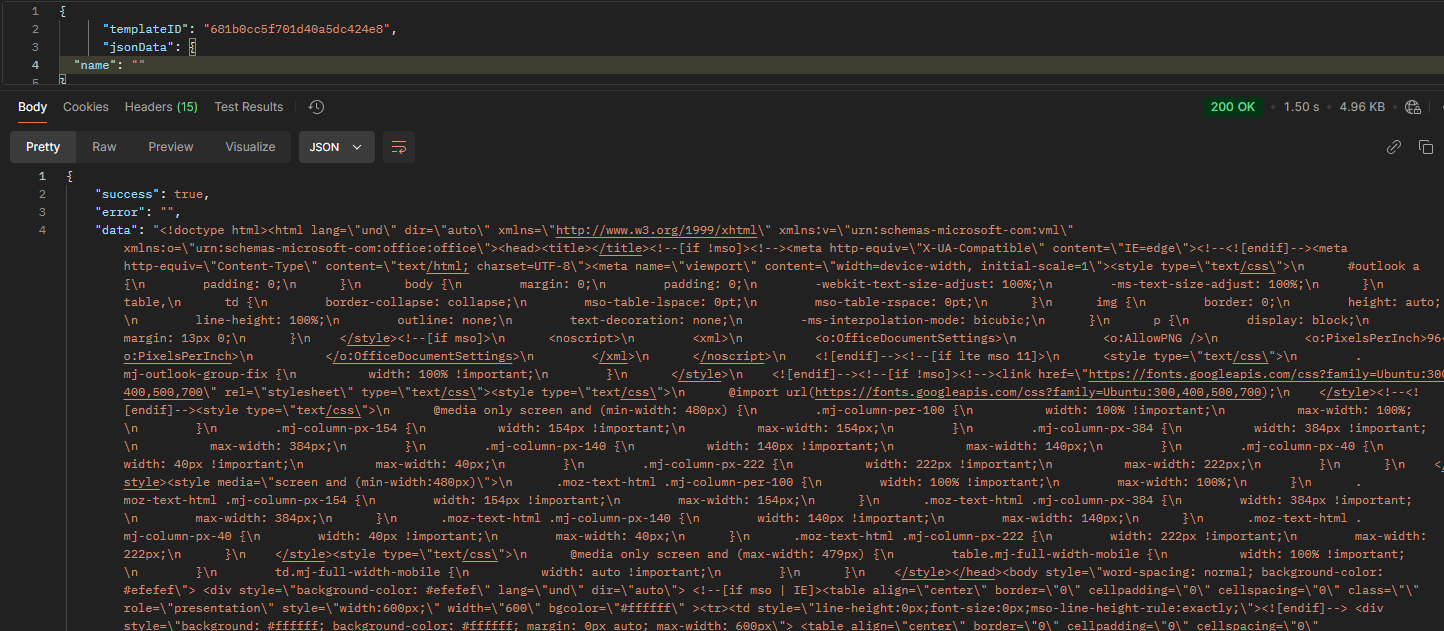 1 {
2 "templateID": "681b0cc5f701d40a5dc424e8",
3 "jsonData": {
4 "name": ""
5 }
Body Cookies Headers (15) Test Results 200 OK • 1.50 s • 4.96 KB •
Pretty Raw Preview Visualize JSON
1 {
2 "success": true,
3 "error": "",
4 "data": "<!doctype html><html lang=\"und\" dir=\"auto\" xmlns=\"http://www.w3.org/1999/xhtml\" xmlns:v=\"urn:schemas-microsoft-com:vml\"
xmlns:o=\"urn:schemas-microsoft-com:office:office\"><head><title></title><!--[if !mso]><!--><meta http-equiv=\"X-UA-Compatible\" content=\"IE=edge\"><!--<![endif]--><meta
http-equiv=\"Content-Type\" content=\"text/html; charset=UTF-8\"><meta name=\"viewport\" content=\"width=device-width, initial-scale=1\"><style type=\"text/css\">\n #outlook a
{\n padding: 0;\n }\n body {\n margin: 0;\n padding: 0;\n -webkit-text-size-adjust: 100%;\n -ms-text-size-adjust: 100%;\n }\n
table,\n td {\n border-collapse: collapse;\n mso-table-lspace: 0pt;\n mso-table-rspace: 0pt;\n }\n img {\n border: 0;\n height: auto;
\n line-height: 100%;\n outline: none;\n text-decoration: none;\n -ms-interpolation-mode: bicubic;\n }\n p {\n display: block;\n
margin: 13px 0;\n }\n </style><!--[if mso]>\n <noscript>\n <xml>\n <o:OfficeDocumentSettings>\n <o:AllowPNG />\n <o:PixelsPerInch>96<
o:PixelsPerInch>\n </o:OfficeDocumentSettings>\n </xml>\n </noscript>\n <![endif]--><!--[if lte mso 11]>\n <style type=\"text/css\">\n .
mj-outlook-group-fix {\n width: 100% !important;\n }\n </style>\n <![endif]--><!--[if !mso]><!--><link href=\"https://fonts.googleapis.com/css?family=Ubuntu:300
400,500,700\" rel=\"stylesheet\" type=\"text/css\"><style type=\"text/css\">\n @import url(https://fonts.googleapis.com/css?family=Ubuntu:300,400,500,700);\n </style><!--<!
[endif]--><style type=\"text/css\">\n @media only screen and (min-width: 480px) {\n .mj-column-per-100 {\n width: 100% !important;\n max-width: 100%;
\n }\n .mj-column-px-154 {\n width: 154px !important;\n max-width: 154px;\n }\n .mj-column-px-384 {\n width: 384px !important;
\n max-width: 384px;\n }\n .mj-column-px-140 {\n width: 140px !important;\n max-width: 140px;\n }\n .mj-column-px-40 {\n
width: 40px !important;\n max-width: 40px;\n }\n .mj-column-px-222 {\n width: 222px !important;\n max-width: 222px;\n }\n }\n </
style><style media=\"screen and (min-width:480px)\">\n .moz-text-html .mj-column-per-100 {\n width: 100% !important;\n max-width: 100%;\n }\n .
moz-text-html .mj-column-px-154 {\n width: 154px !important;\n max-width: 154px;\n }\n .moz-text-html .mj-column-px-384 {\n width: 384px !important;
\n max-width: 384px;\n }\n .moz-text-html .mj-column-px-140 {\n width: 140px !important;\n max-width: 140px;\n }\n .moz-text-html .
mj-column-px-40 {\n width: 40px !important;\n max-width: 40px;\n }\n .moz-text-html .mj-column-px-222 {\n width: 222px !important;\n max-width:
222px;\n }\n </style><style type=\"text/css\">\n @media only screen and (max-width: 479px) {\n table.mj-full-width-mobile {\n width: 100% !important;
\n }\n td.mj-full-width-mobile {\n width: auto !important;\n }\n }\n </style></head><body style=\"word-spacing: normal; background-color:
#efefef\"> <div style=\"background-color: #efefef\" lang=\"und\" dir=\"auto\"> <!--[if mso | IE]><table align=\"center\" border=\"0\" cellpadding=\"0\" cellspacing=\"0\" class=\"\"
role=\"presentation\" style=\"width:600px;\" width=\"600\" bgcolor=\"#ffffff\" ><tr><td style=\"line-height:0px;font-size:0px;mso-line-height-rule:exactly;\"><![endif]--> <div
style=\"background: #ffffff; background-color: #ffffff; margin: 0px auto; max-width: 600px\"> <table align=\"center\" border=\"0\" cellpadding=\"0\" cellspacing=\"0\"